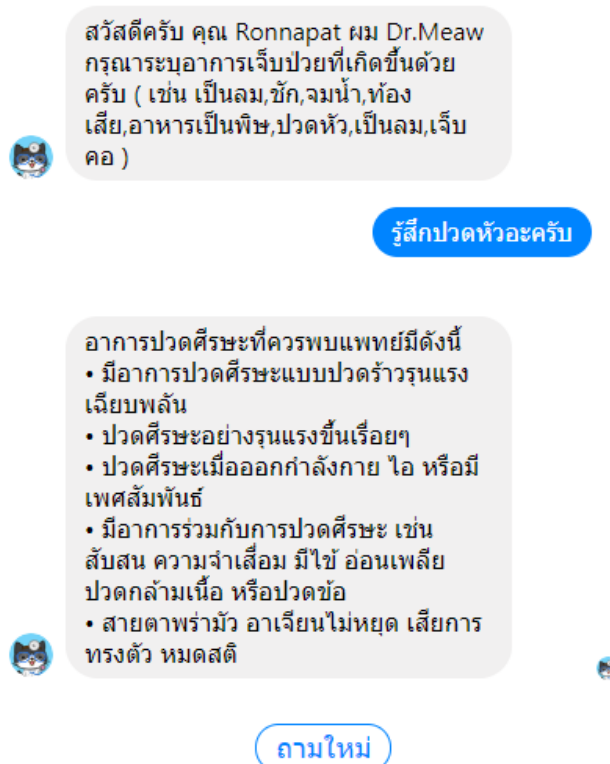 สวัสดีครับ คุณ Ronnapat ผม Dr.Meaw
กรุณาระบุอาการเจ็บป่วยที่เกิดขึ้นด้วย
ครับ ( เช่น เป็นลม,ชัก,จมน้ำ,ท้อง
เสีย,อาหารเป็นพิษ,ปวดหัว,เป็นลม,เจ็บ
คอ )
รู้สึกปวดหัวอะครับ
อาการปวดศีรษะที่ควรพบแพทย์มีดังนี้
• มีอาการปวดศีรษะแบบปวดร้าวรุนแรง
เฉียบพลัน
• ปวดศีรษะอย่างรุนแรงขึ้นเรื่อยๆ
• ปวดศีรษะเมื่อออกกำลังกาย ไอ หรือมี
เพศสัมพันธ์
• มีอาการร่วมกับการปวดศีรษะ เช่น
สับสน ความจำเสื่อม มีไข้ อ่อนเพลีย
ปวดกล้ามเนื้อ หรือปวดข้อ
• สายตาพร่ามัว อาเจียนไม่หยุด เสียการ
ทรงตัว หมดสติ
ถามใหม่